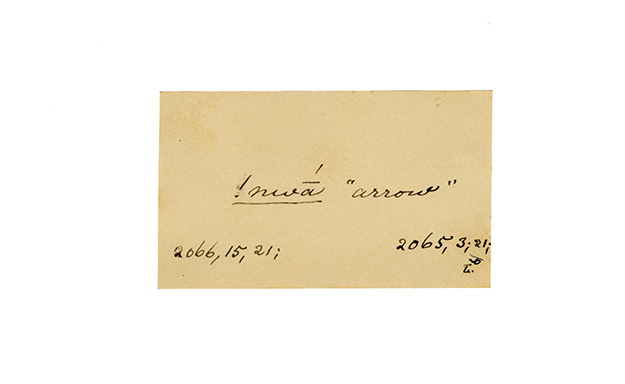 !nwā́ "arrow"
2066, 15, 21;
2065, 3; 21;